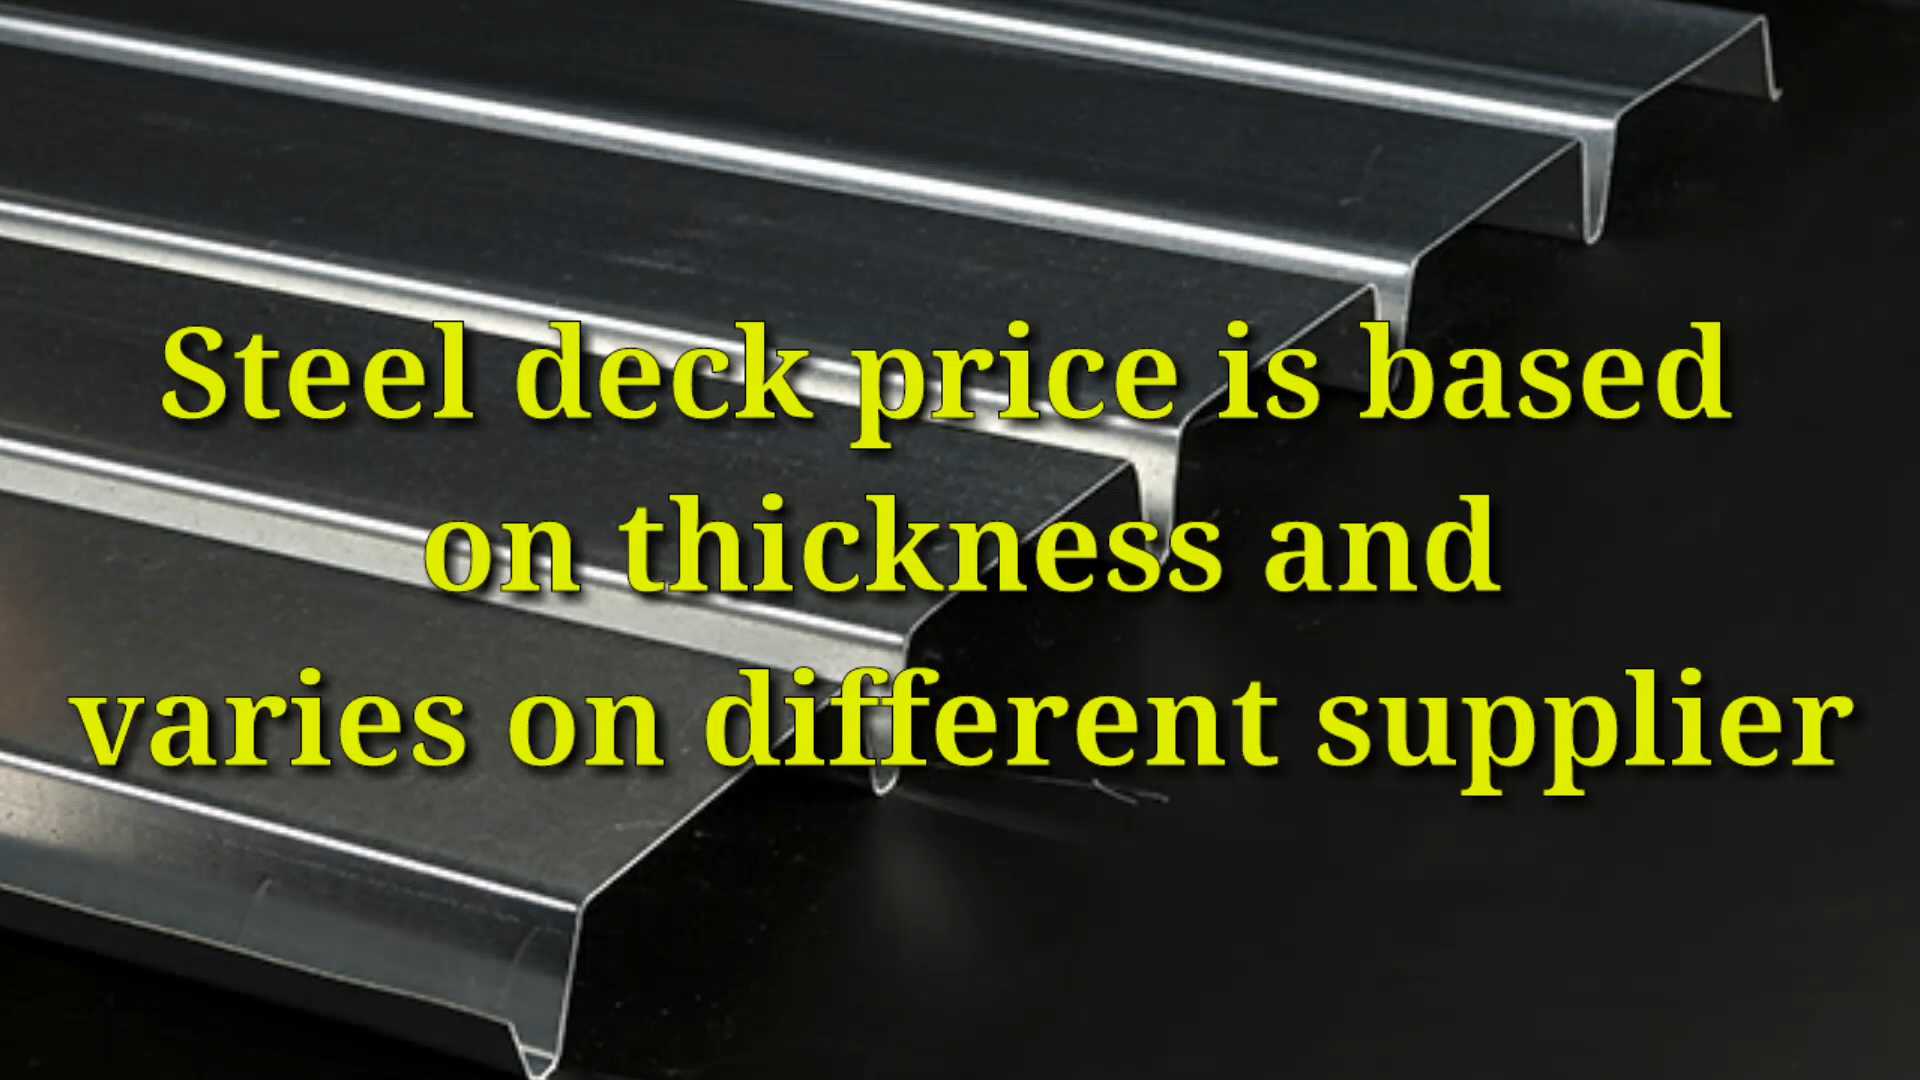 Steel deck price is based
on thickness and
varies on different supplier